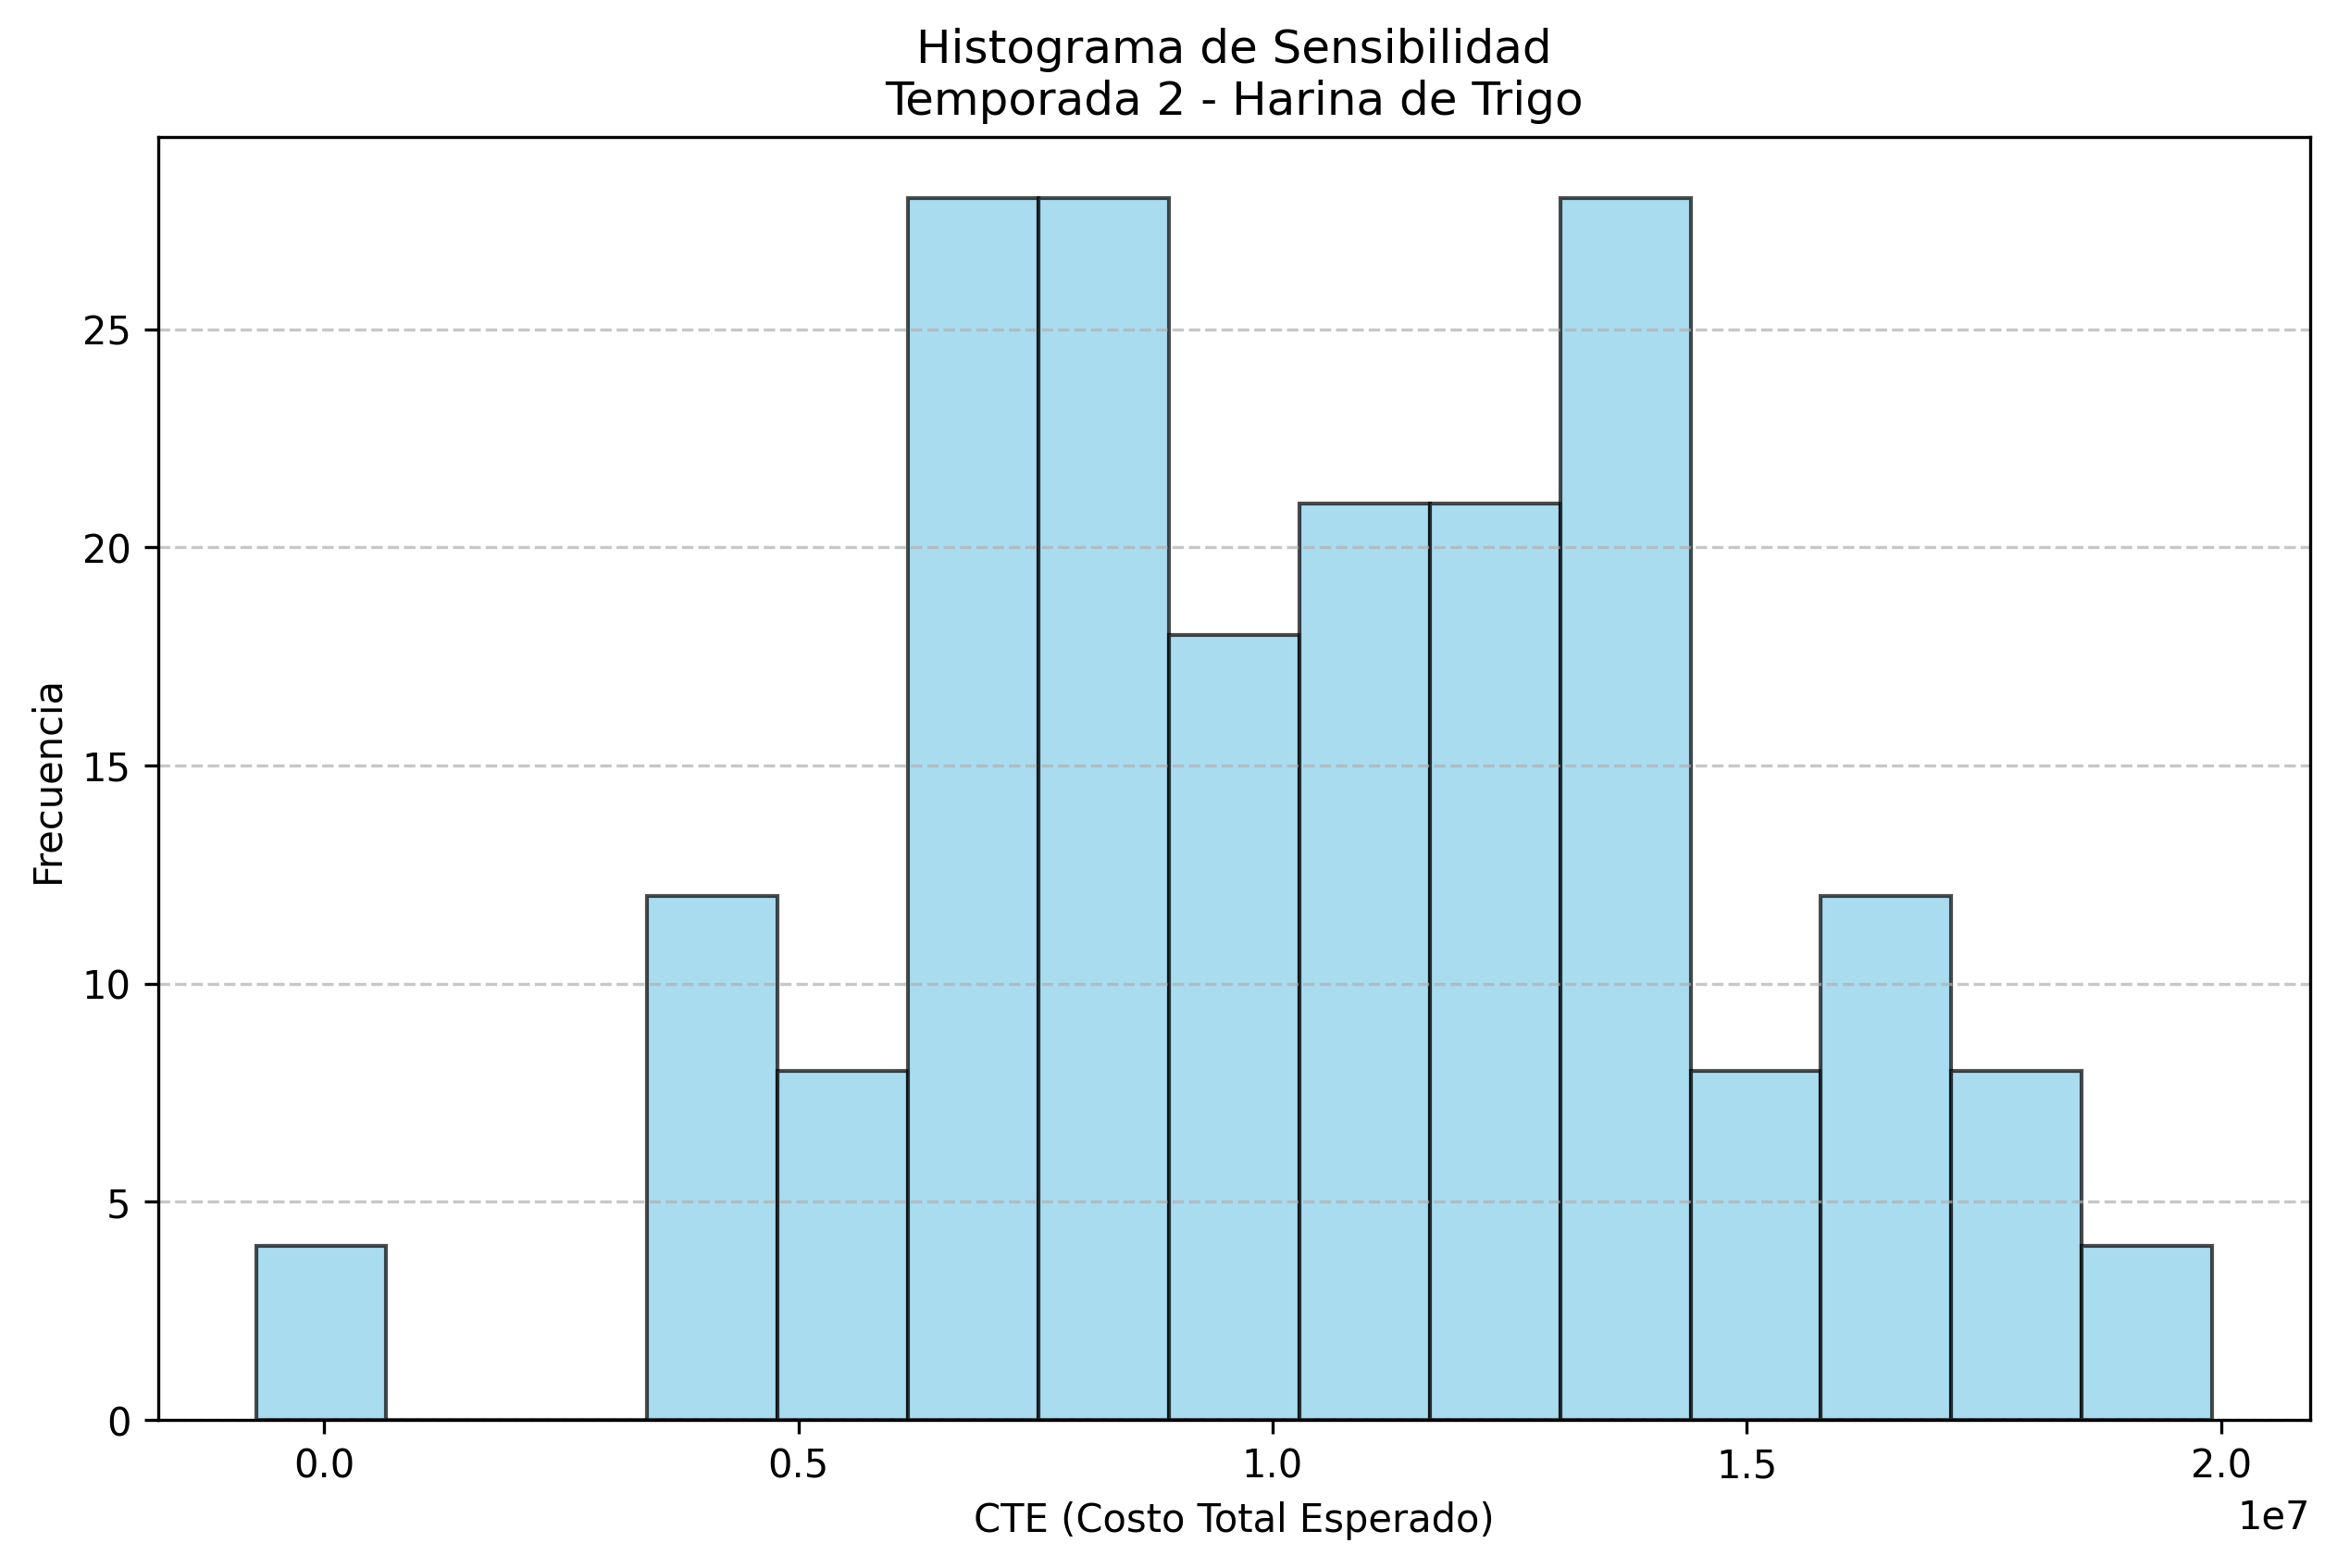 Histograma de Sensibilidad
Temporada 2 - Harina de Trigo
Frecuencia
25
20
15
10
5
0
0.0 0.5 1.0 1.5 2.0
1e7
CTE (Costo Total Esperado)